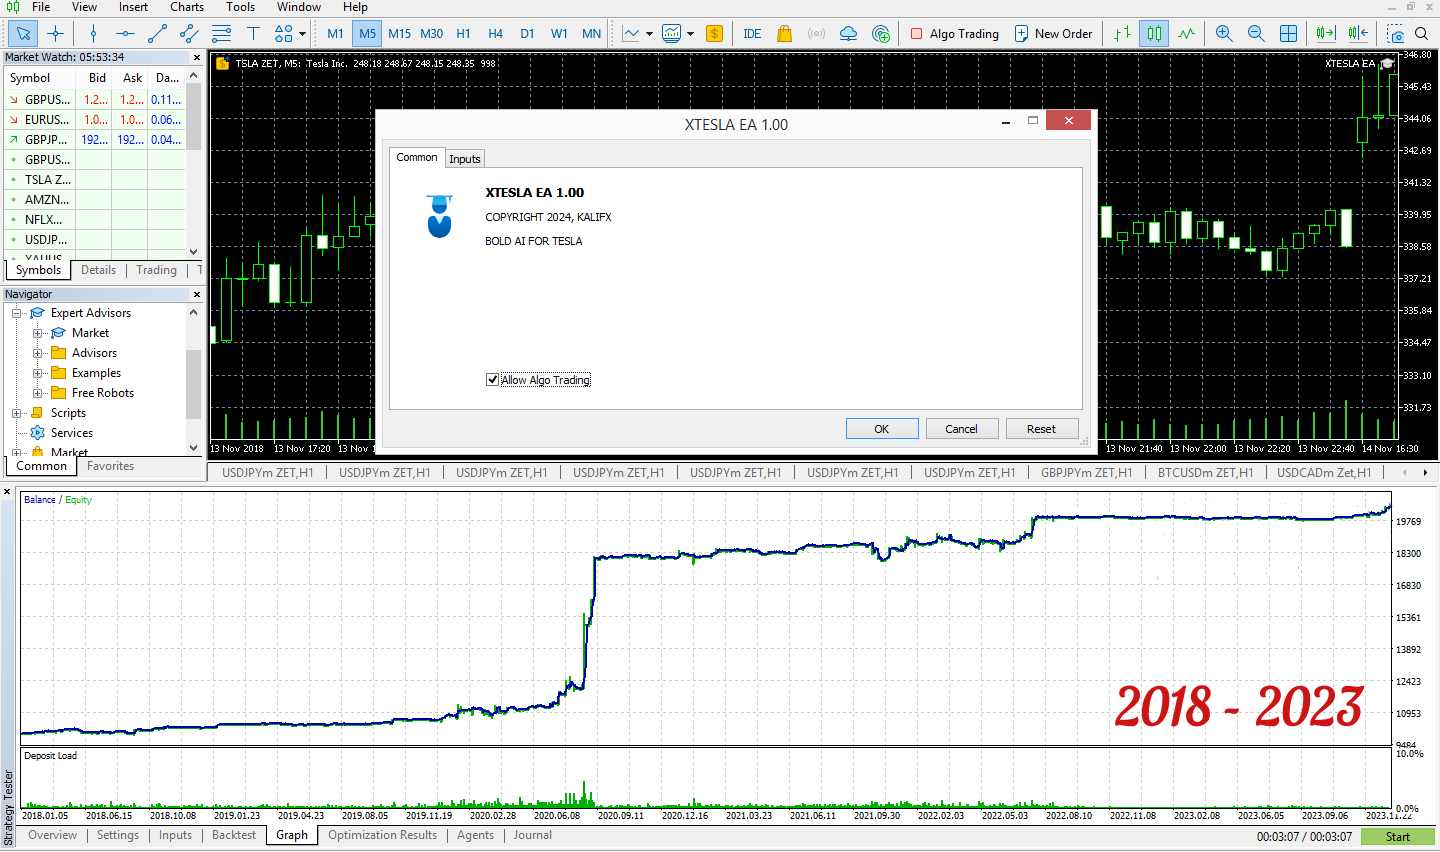 File View Insert Charts Tools Window Help
M1 M5 M15 M30 H1 H4 D1 W1 MN IDE Algo Trading New Order
Market Watch: 05:53:34
Symbol Bid Ask Da...
GBPUS... 1.2... 1.2... 0.11...
EURUS... 1.0... 1.0... 0.06...
GBPJP... 192... 192... 0.04...
GBPUS...
TSLA Z...
AMZN...
NFLX...
USDJP...
XAUUS...
Symbols Details Trading T
Navigator
Expert Advisors
Market
Advisors
Examples
Free Robots
Scripts
Services
Market
Common Favorites
TSLA ZET, M5: Tesla Inc. 248.18 248.67 248.15 248.35 998
XTESLA EA
346.80
345.43
344.06
342.69
341.32
339.95
338.58
337.21
335.84
334.47
333.10
331.73
13 Nov 2018 13 Nov 17:20 13 Nov 1 13 Nov 21:40 13 Nov 22:00 13 Nov 22:20 13 Nov 22:40 14 Nov 16:30
XTESLA EA 1.00
Common Inputs
XTESLA EA 1.00
COPYRIGHT 2024, KALIFX
BOLD AI FOR TESLA
Allow Algo Trading
OK Cancel Reset
USDJPYm ZET,H1 USDJPYm ZET,H1 USDJPYm ZET,H1 USDJPYm ZET,H1 USDJPYm ZET,H1 USDJPYm ZET,H1 USDJPYm ZET,H1 GBPJPYm ZET,H1 BTCUSDm ZET,H1 USDCADm Zet,H1
Balance / Equity
19769
18300
16830
15361
13892
12423
10953
9484
2018 - 2023
Deposit Load
10.0%
0.0%
2018.01.05 2018.06.15 2018.10.08 2019.01.23 2019.04.23 2019.08.05 2019.11.19 2020.02.28 2020.06.08 2020.09.11 2020.12.16 2021.03.23 2021.06.11 2021.09.30 2022.02.03 2022.05.03 2022.08.10 2022.11.08 2023.02.08 2023.06.05 2023.09.06 2023.11.22
Strategy Tester
Overview Settings Inputs Backtest Graph Optimization Results Agents Journal
00:03:07 / 00:03:07 Start